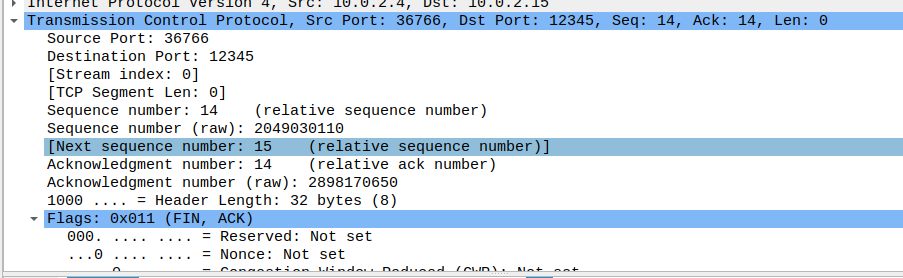 Internet Protocol Version 4, Src: 10.0.2.4, Dst: 10.0.2.15
Transmission Control Protocol, Src Port: 36766, Dst Port: 12345, Seq: 14, Ack: 14, Len: 0
Source Port: 36766
Destination Port: 12345
[Stream index: 0]
[TCP Segment Len: 0]
Sequence number: 14    (relative sequence number)
Sequence number (raw): 2049030110
[Next sequence number: 15    (relative sequence number)]
Acknowledgment number: 14    (relative ack number)
Acknowledgment number (raw): 2898170650
1000 .... = Header Length: 32 bytes (8)
Flags: 0x011 (FIN, ACK)
000. .... .... = Reserved: Not set
...0 .... .... = Nonce: Not set
.... 0... .... = Congestion Window Reduced (CWR): Not set